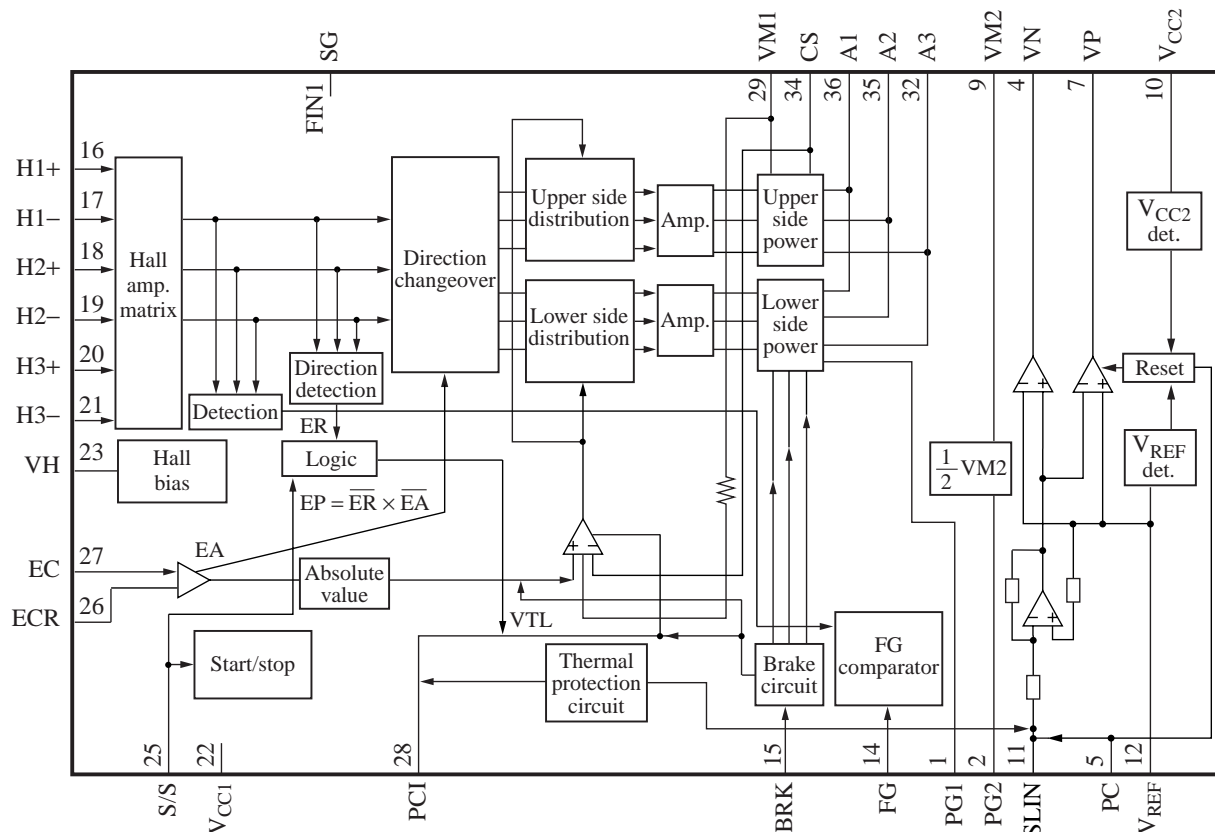 SG
VM1
CS
A1
A2
A3
VM2
VN
VP
VCC2
FIN1
29
34
36
35
32
9
4
7
10
H1+
16
H1−
17
H2+
18
H2−
19
H3+
20
H3−
21
VH
23
EC
27
ECR
26
Hall
amp.
matrix
Direction
changeover
Upper side
distribution
Amp.
Upper
side
power
Lower side
distribution
Amp.
Lower
side
power
VCC2
det.
Reset
VREF
det.
Direction
detection
Detection
ER
Logic
Hall
bias
EP = ER × EA
EA
Absolute
value
+
−
VTL
1/2 VM2
−
+
−
+
−
+
Start/stop
Thermal
protection
circuit
Brake
circuit
FG
comparator
25
22
28
15
14
1
2
11
5
12
S/S
VCC1
PCI
BRK
FG
PG1
PG2
SLIN
PC
VREF